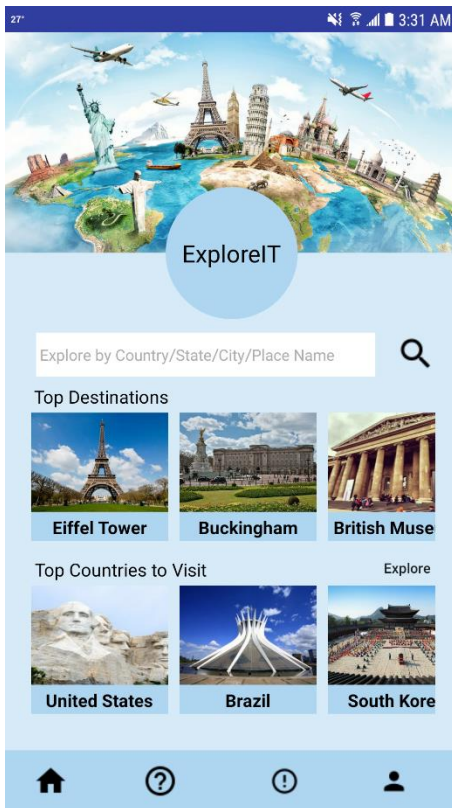 27°
3:31 AM
ExploreIT
Explore by Country/State/City/Place Name
Top Destinations
Eiffel Tower
Buckingham
British Muse
Top Countries to Visit
Explore
United States
Brazil
South Kore